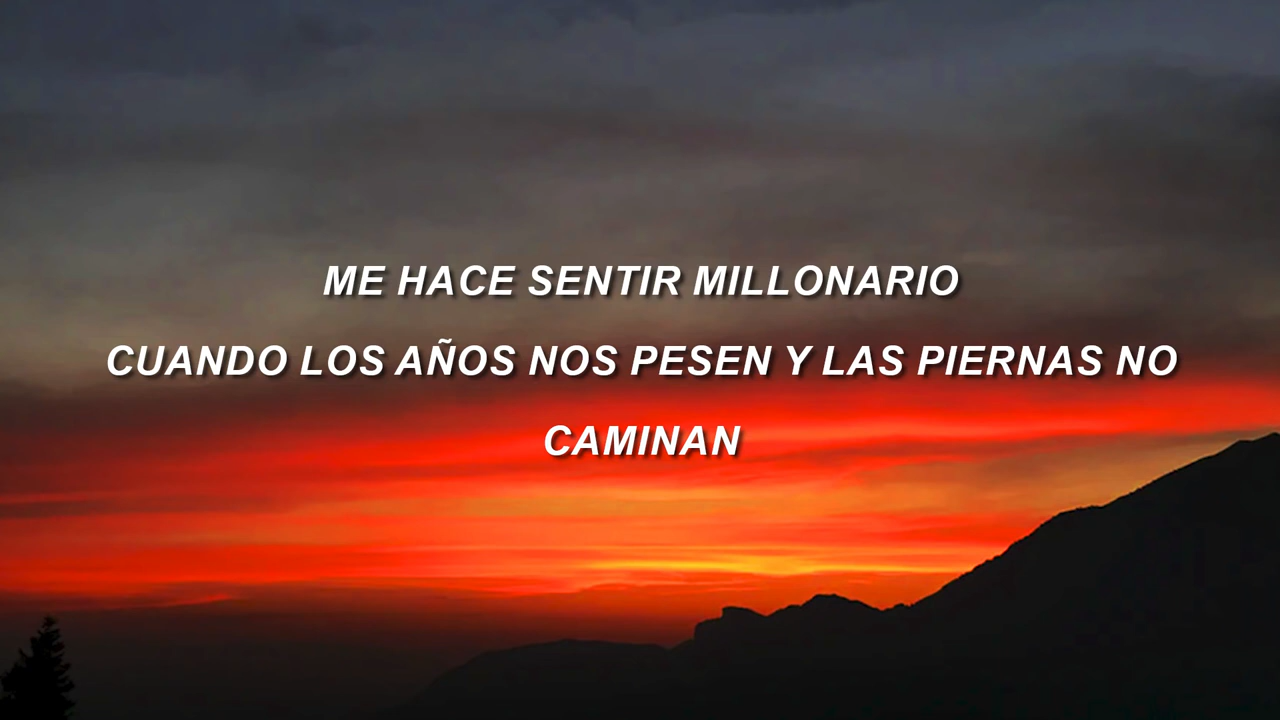 ME HACE SENTIR MILLONARIO
CUANDO LOS AÑOS NOS PESEN Y LAS PIERNAS NO
CAMINAN